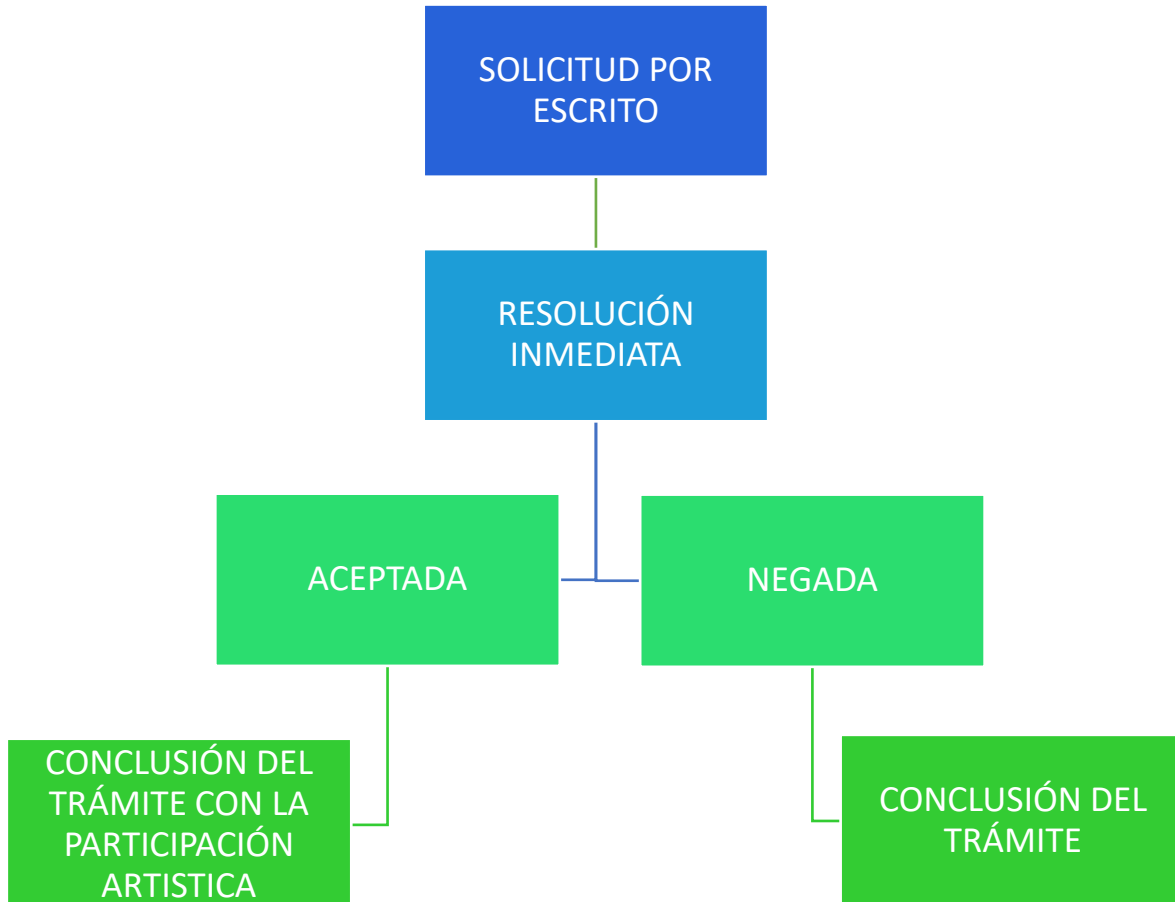 SOLICITUD POR
ESCRITO
RESOLUCIÓN
INMEDIATA
ACEPTADA
NEGADA
CONCLUSIÓN DEL
TRÁMITE CON LA
PARTICIPACIÓN
ARTISTICA
CONCLUSIÓN DEL
TRÁMITE